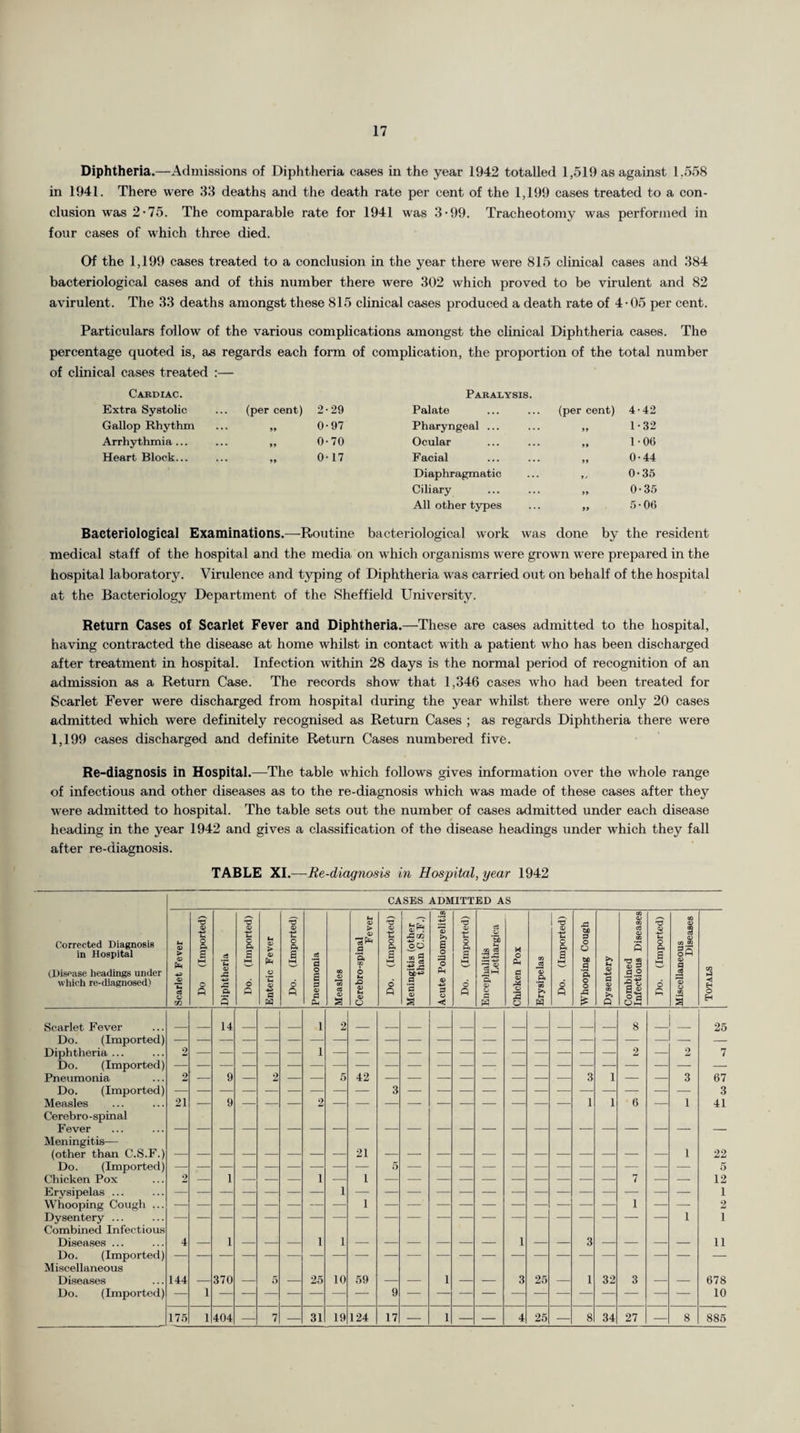 17
Diphtheria.—Admissions of Diphtheria cases in the year 1942 totalled 1,519 as against 1,558
in 1941. There were 33 deaths and the death rate per cent of the 1,199 cases treated to a con-
clusion was 2·75. The comparable rate for 1941 was 3·99. Tracheotomy was performed in
four cases of which three died.
Of the 1,199 cases treated to a conclusion in the year there were 815 clinical cases and 384
bacteriological cases and of this number there were 302 which proved to be virulent and 82
avirulent. The 33 deaths amongst these 815 clinical cases produced a death rate of 4·05 per cent.
Particulars follow of the various complications amongst the clinical Diphtheria cases. The
percentage quoted is, as regards each form of complication, the proportion of the total number
of clinical cases treated :—
Cardiac.
Extra Systolic ... (per cent) 2·29
Gallop Rhythm ... ,, 0·97
Arrhythmia ... ... ,, 0·70
Heart Block... ... ,, 0·17
Paralysis.
Palate ... ... (per cent) 4·42
Pharyngeal ... ... ,, 1·32
Ocular ... ... ,, 1·06
Facial ... ... ,, 0·44
Diaphragmatic ... ,, 0·35
Ciliary ... ... ,, 0·35
All other types ... ,, 5·06
Bacteriological Examinations.—Routine bacteriological work was done by the resident
medical staff of the hospital and the media on which organisms were grown were prepared in the
hospital laboratory. Virulence and typing of Diphtheria was carried out on behalf of the hospital
at the Bacteriology Department of the Sheffield University.
Return Cases of Scarlet Fever and Diphtheria.—These are cases admitted to the hospital,
having contracted the disease at home whilst in contact with a patient who has been discharged
after treatment in hospital. Infection within 28 days is the normal period of recognition of an
admission as a Return Case. The records show that 1,346 cases who had been treated for
Scarlet Fever were discharged from hospital during the year whilst there were only 20 cases
admitted which were definitely recognised as Return Cases ; as regards Diphtheria there were
1,199 cases discharged and definite Return Cases numbered five.
Re-diagnosis in Hospital.—The table which follows gives information over the whole range
of infectious and other diseases as to the re-diagnosis which was made of these cases after they
were admitted to hospital. The table sets out the number of cases admitted under each disease
heading in the year 1942 and gives a classification of the disease headings under which they fall
after re-diagnosis.
TABLE XI.—Re-diagnosis in Hospital, year 1942
CASES ADMITTED AS
Corrected Diagnosis
in Hospital
(Disease headings under
which re-diagnosed)
Scarlet Fever
Do (Imported)
Diphtheria
Do. (Imported)
Enteric Fever
Do. (Imported)
Pneumonia
Measles
Cerebro-spinal Fever
Do. (Imported)
Meningitis (other than C.S.F.)
Acute Poliomyelitis
Do. (Imported)
Encephalitis Lethargica
Chicken Pox
Erysipelas
Do. (Imported)
Whooping Cough
Dysentery
Combined Infectious Diseases
Do. (Imported)
Miscellaneous Diseases
Totals
Scarlet Fever ... — — 14 — — — 1 2 — — — — — — — — — — — 8 — — 25
Do. (Imported) — — — — — — — — — — — — — — — — — — — — — — —
Diphtheria ... ... 2 — — — — — 1 — — — — — — — — — — — — 2 — 2 7
Do. (Imported) — — — — — — — — — — — — — — — — — — — — — — —
Pneumonia ... 2 — 9 — 2 — — 5 42 — — — — — — — — 3 1 — — 3 67
Do. (Imported) — — — — — — — — — 3 — — — — — — — — — — — — 3
Measles ... ... 21 — 9 — — — 2 — — — — — — — — — — 1 1 6 — 1 41
Cerebro-spinal
Fever ... ... — — — — — — — — — — — — — — — — — — — — — — —
Meningitis—
(other than C.S.F.) — — — — — — — — 21 — — — — — — — — — — — — 1 22
Do. (Imported) — — — — — — — — — 5 — — — — — — — — — — — — 5
Chicken Pox ... 2 — 1 — — — 1 — 1 — — — — — — — — — — 7 — — 12
Erysipelas ... ... — — — — — — — 1 — — — — — — — — — — — — — — 1
Whooping Cough ... — — — — — — — — 1 — — — — — — — — — — 1 — — 2
Dysentery ... ... — — — — — — — — — — — — — — — — — — — — — 1 1
Combined Infectious
Diseases ... ... 4 — 1 — — — 1 1 — — — — — — 1 — — 3 — — — — 11
Do. (Imported) — — — — — — — — — — — — — — — — — — — — — — —
Miscellaneous
Diseases ... 144 — 370 — 5 — 25 10 59 — — 1 — — 3 25 — 1 32 3 — — 678
Do. (Imported) — 1 — — — — — — — 9 — — — — — — — — — — — — 10
175 1 404 — 7 — 31 19 124 17 — 1 — — 4 25 — 8 34 27 — 8 885